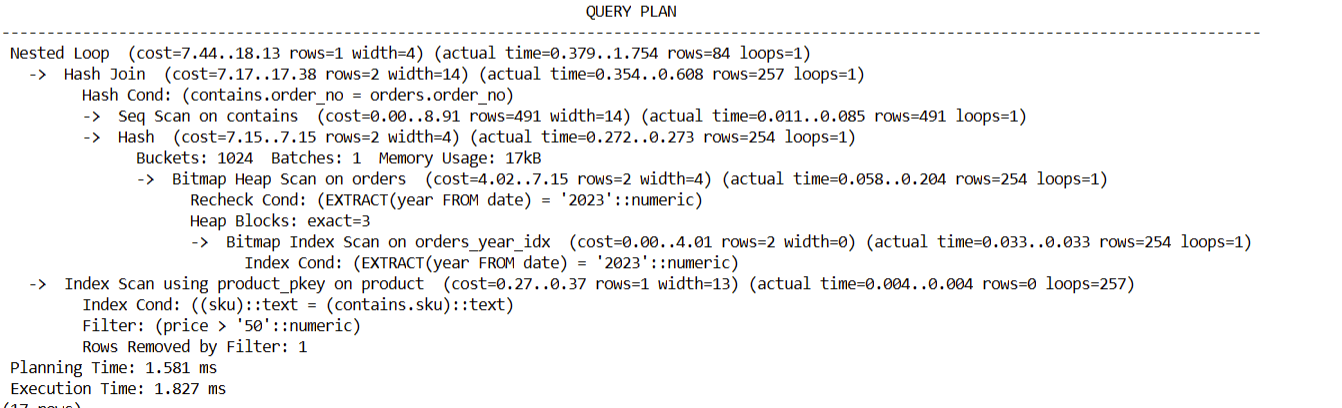 QUERY PLAN
--------------------------------------------------------------------------------------------------------------------------------------------
Nested Loop  (cost=7.44..18.13 rows=1 width=4) (actual time=0.379..1.754 rows=84 loops=1)
  ->  Hash Join  (cost=7.17..17.38 rows=2 width=14) (actual time=0.354..0.608 rows=257 loops=1)
        Hash Cond: (contains.order_no = orders.order_no)
        ->  Seq Scan on contains  (cost=0.00..8.91 rows=491 width=14) (actual time=0.011..0.085 rows=491 loops=1)
        ->  Hash  (cost=7.15..7.15 rows=2 width=4) (actual time=0.272..0.273 rows=254 loops=1)
              Buckets: 1024  Batches: 1  Memory Usage: 17kB
              ->  Bitmap Heap Scan on orders  (cost=4.02..7.15 rows=2 width=4) (actual time=0.058..0.204 rows=254 loops=1)
                    Recheck Cond: (EXTRACT(year FROM date) = '2023'::numeric)
                    Heap Blocks: exact=3
                    ->  Bitmap Index Scan on orders_year_idx  (cost=0.00..4.01 rows=2 width=0) (actual time=0.033..0.033 rows=254 loops=1)
                          Index Cond: (EXTRACT(year FROM date) = '2023'::numeric)
  ->  Index Scan using product_pkey on product  (cost=0.27..0.37 rows=1 width=13) (actual time=0.004..0.004 rows=0 loops=257)
        Index Cond: ((sku)::text = (contains.sku)::text)
        Filter: (price > '50'::numeric)
        Rows Removed by Filter: 1
Planning Time: 1.581 ms
Execution Time: 1.827 ms
(17 rows)